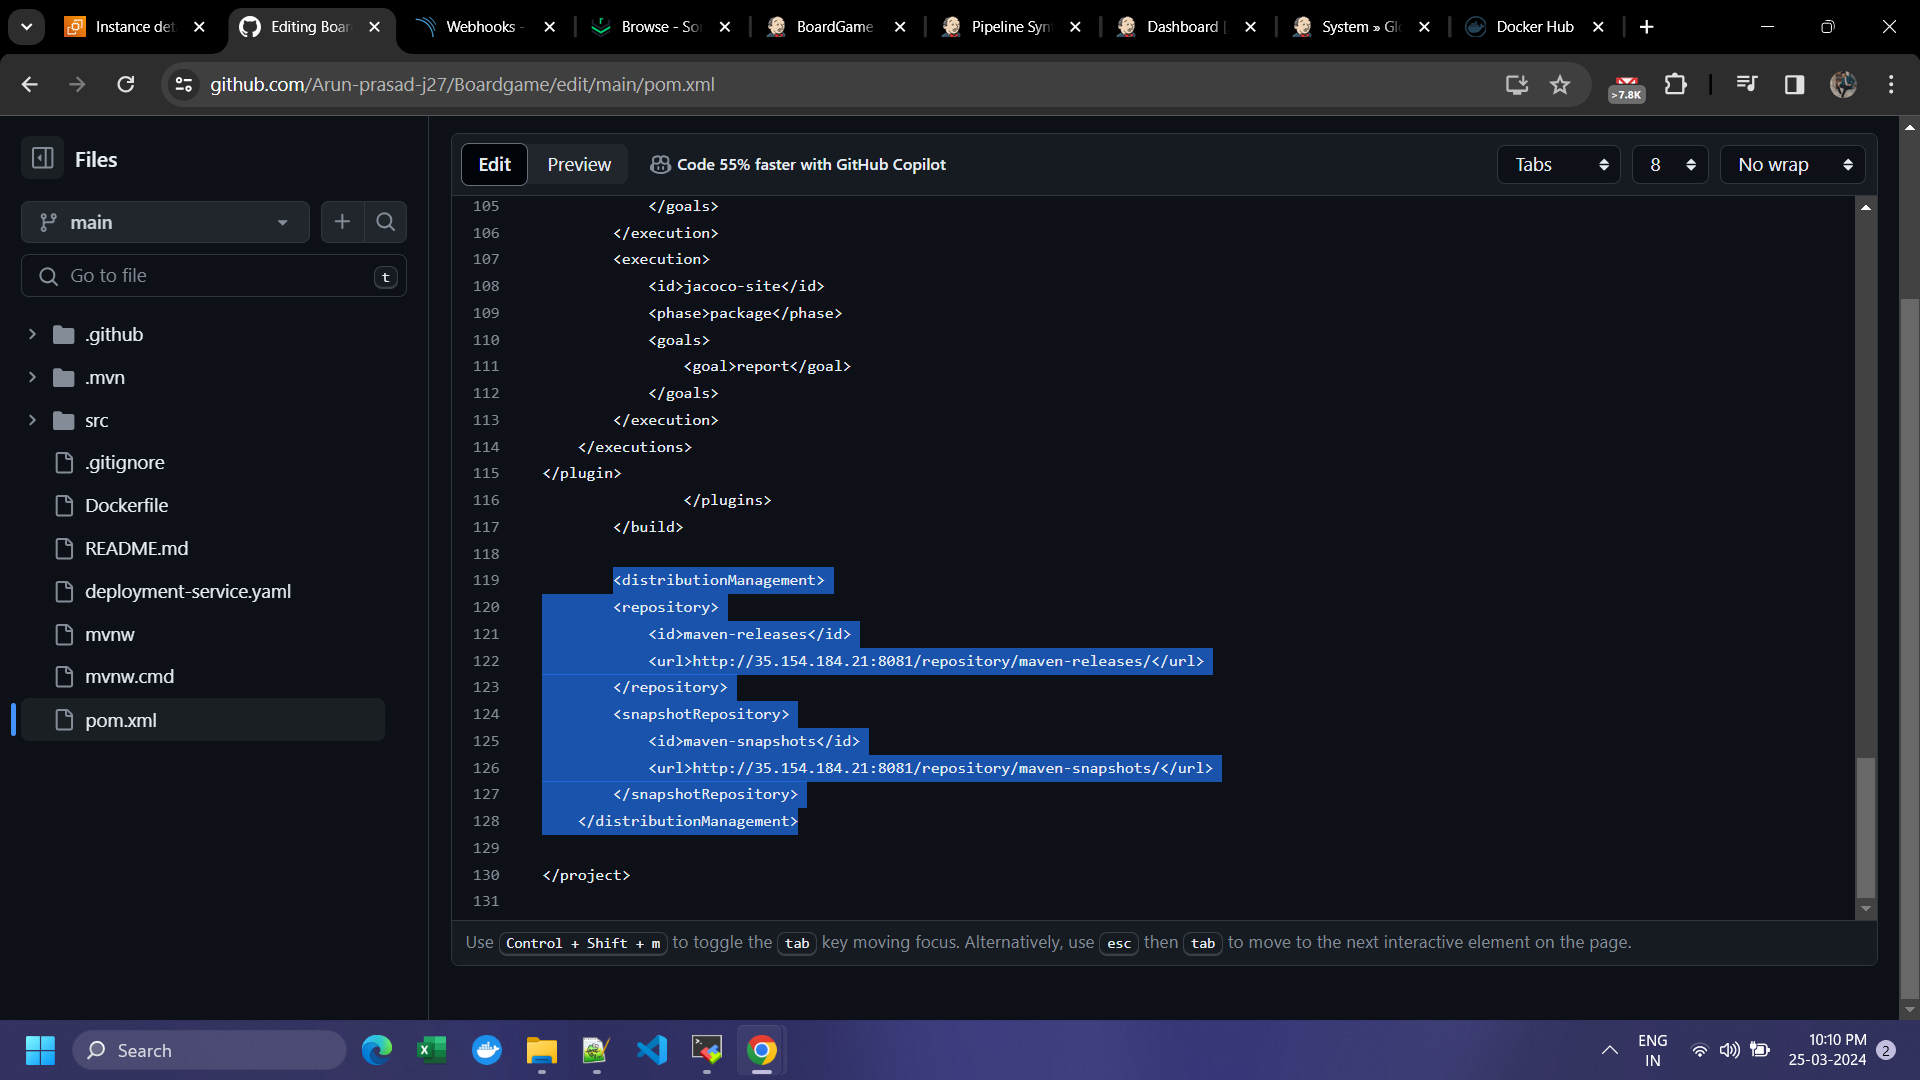 Instance det
Editing Boar
Webhooks -
Browse - So
BoardGame
Pipeline Syn
Dashboard [
System » Gl
Docker Hub
github.com/Arun-prasad-j27/Boardgame/edit/main/pom.xml
>7.8K
Files
main
Go to file
t
.github
.mvn
src
.gitignore
Dockerfile
README.md
deployment-service.yaml
mvnw
mvnw.cmd
pom.xml
Edit
Preview
Code 55% faster with GitHub Copilot
Tabs
8
No wrap
105 </goals>
106 </execution>
107 <execution>
108 <id>jacoco-site</id>
109 <phase>package</phase>
110 <goals>
111 <goal>report</goal>
112 </goals>
113 </execution>
114 </executions>
115 </plugin>
116 </plugins>
117 </build>
118
119 <distributionManagement>
120 <repository>
121 <id>maven-releases</id>
122 <url>http://35.154.184.21:8081/repository/maven-releases/</url>
123 </repository>
124 <snapshotRepository>
125 <id>maven-snapshots</id>
126 <url>http://35.154.184.21:8081/repository/maven-snapshots/</url>
127 </snapshotRepository>
128 </distributionManagement>
129
130 </project>
131
Use Control + Shift + m to toggle the tab key moving focus. Alternatively, use esc then tab to move to the next interactive element on the page.
Search
ENG
IN
10:10 PM
25-03-2024
2